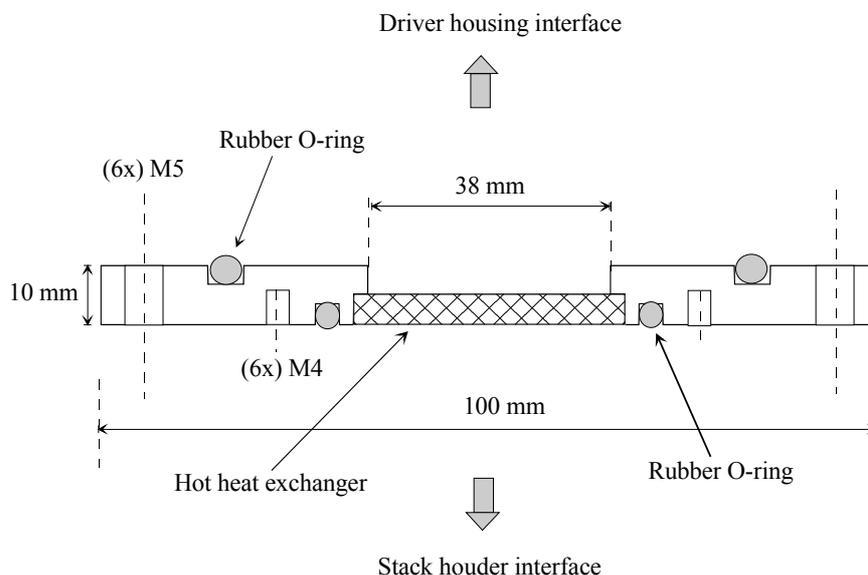 Driver housing interface
Rubber O-ring
(6x) M5
38 mm
10 mm
(6x) M4
100 mm
Hot heat exchanger
Rubber O-ring
Stack houder interface